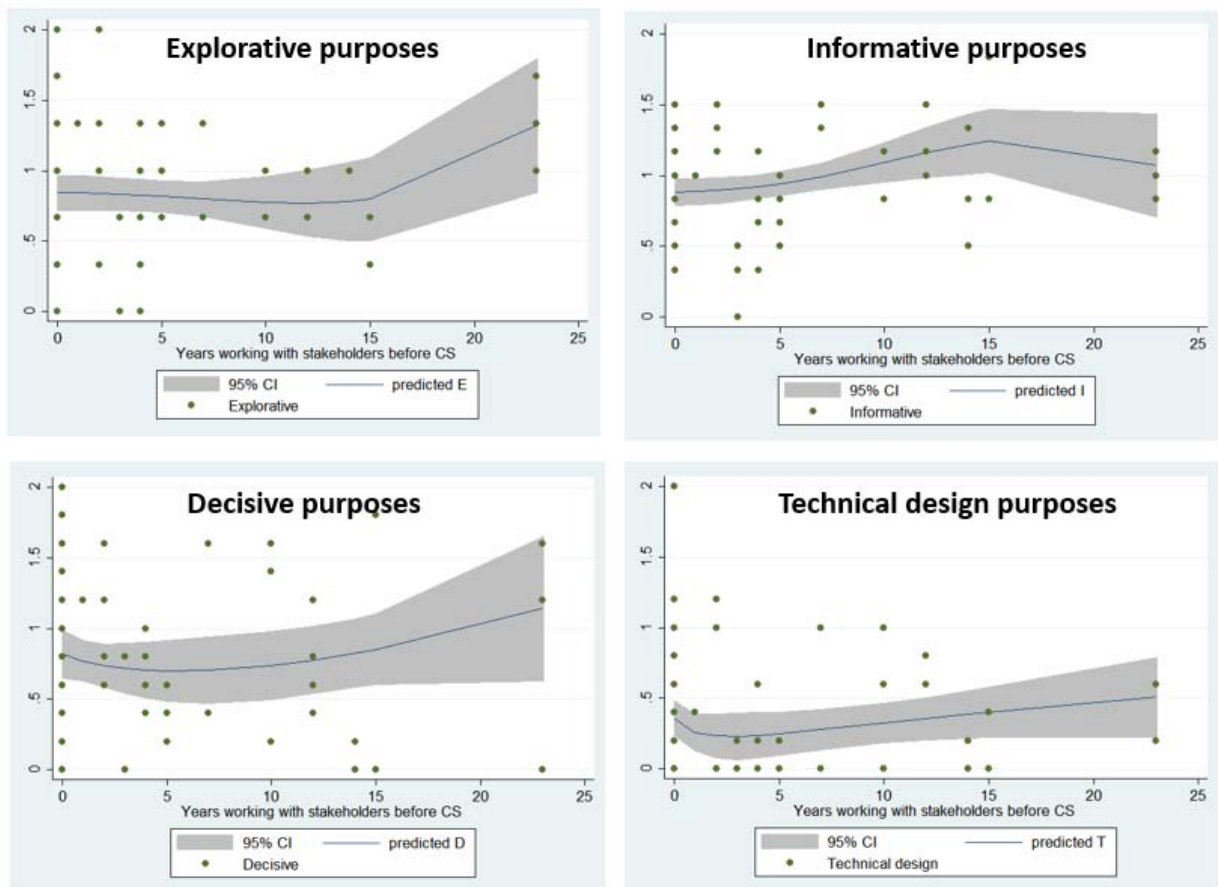 Explorative purposes
2
1.5
1
.5
0
0 5 10 15 20 25
Years working with stakeholders before CS
95% CI predicted E
Explorative
Informative purposes
2
1.5
1
.5
0
0 5 10 15 20 25
Years working with stakeholders before CS
95% CI predicted I
Informative
Decisive purposes
2
1.5
1
.5
0
0 5 10 15 20 25
Years working with stakeholders before CS
95% CI predicted D
Decisive
Technical design purposes
2
1.5
1
.5
0
0 5 10 15 20 25
Years working with stakeholders before CS
95% CI predicted T
Technical design